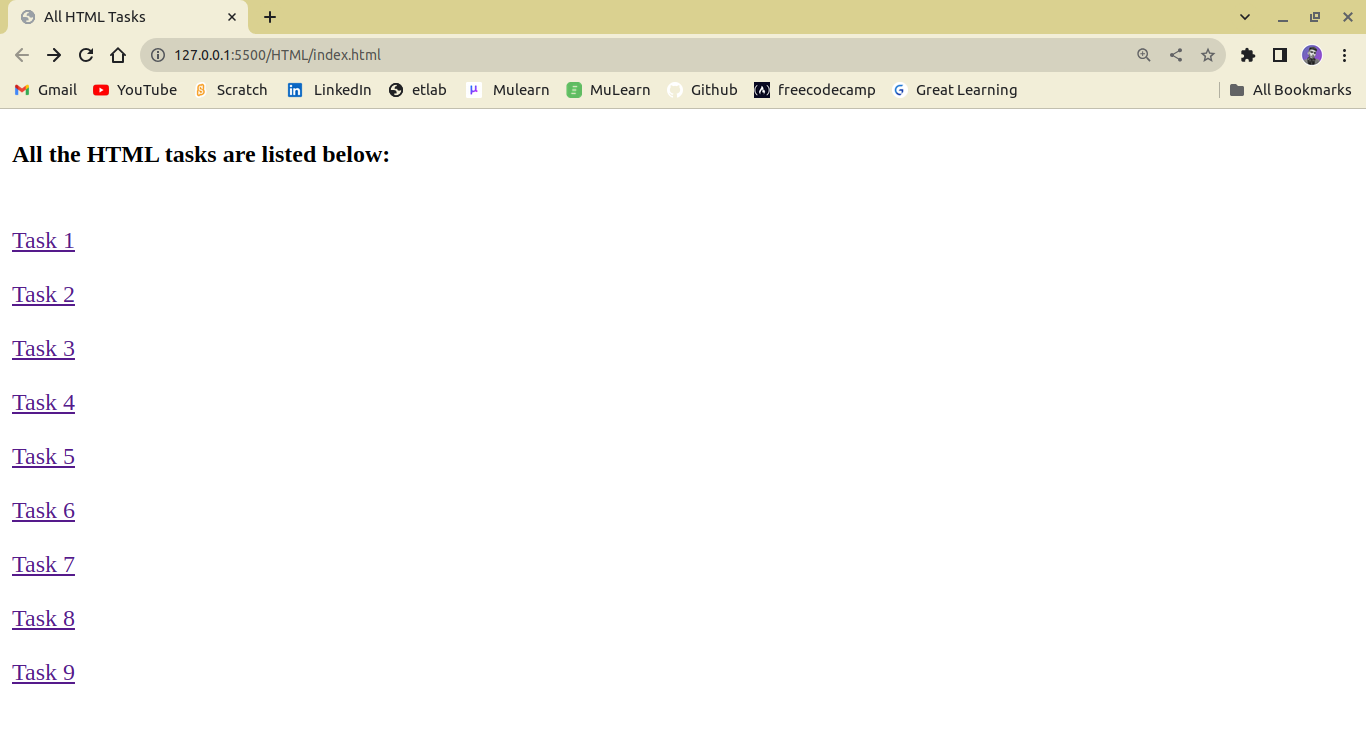 All HTML Tasks
127.0.0.1:5500/HTML/index.html
Gmail YouTube Scratch LinkedIn etlab Mulearn MuLearn Github freecodecamp Great Learning All Bookmarks
All the HTML tasks are listed below:
Task 1
Task 2
Task 3
Task 4
Task 5
Task 6
Task 7
Task 8
Task 9